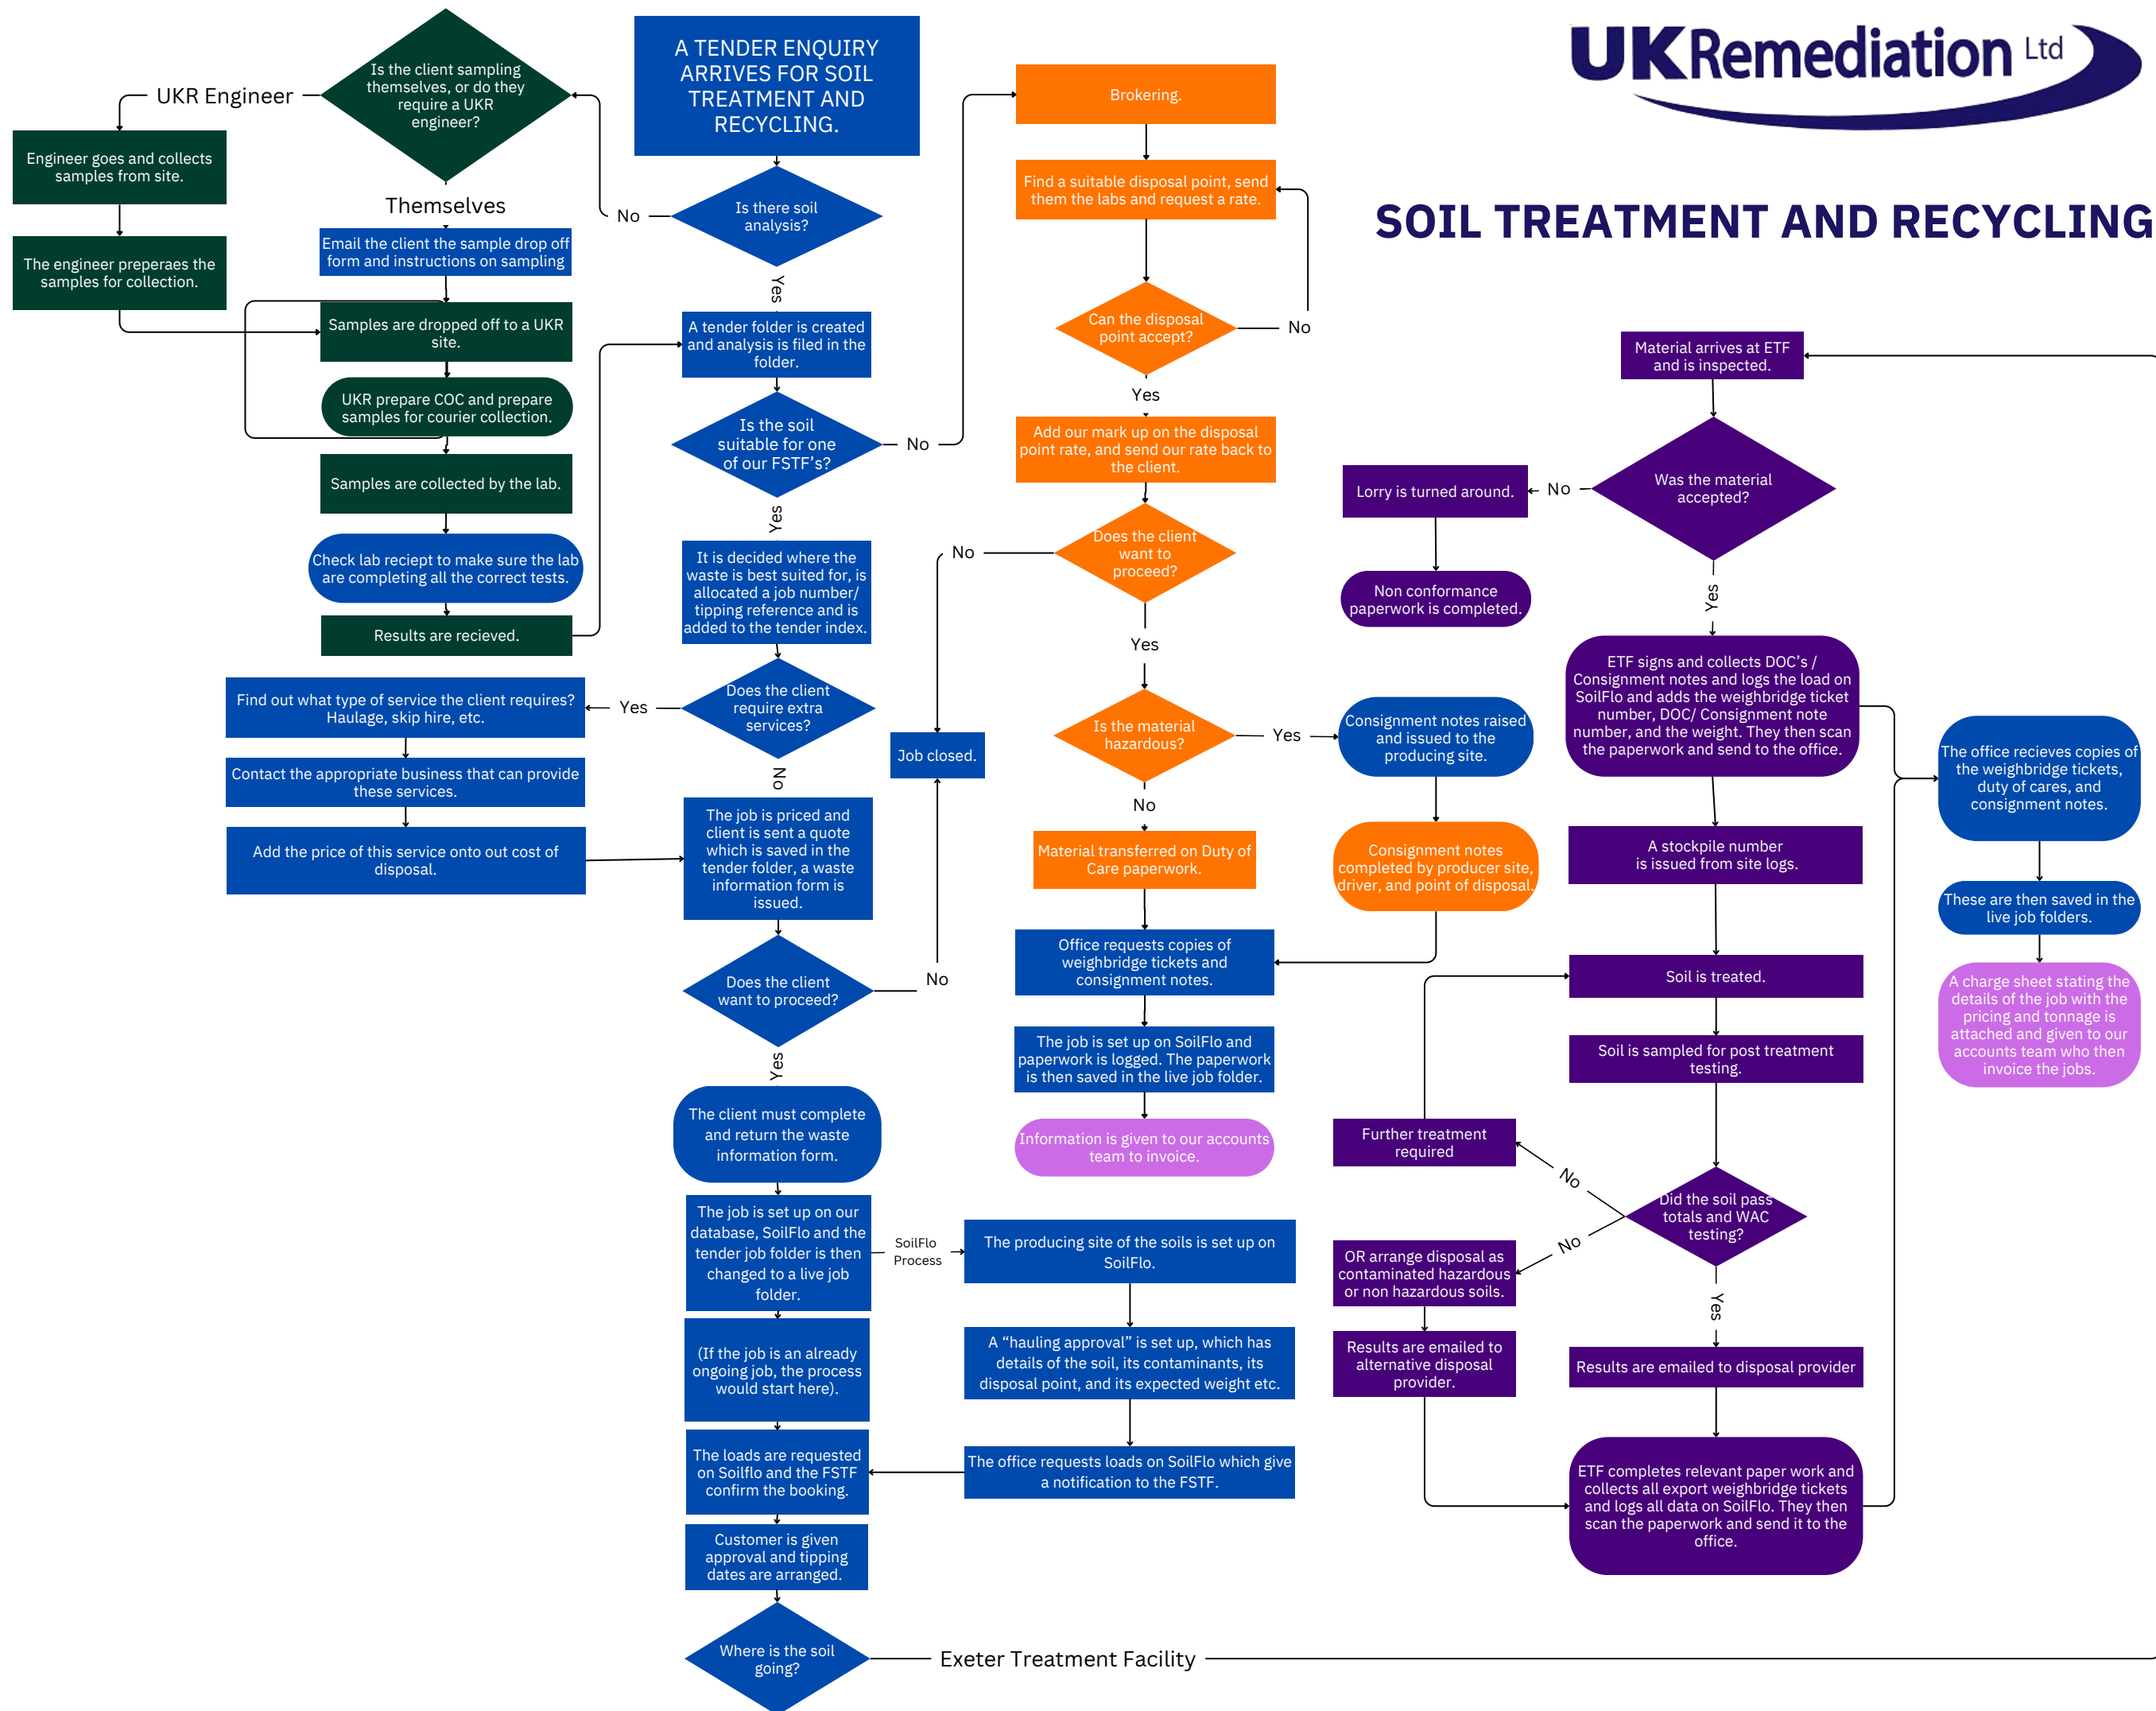 UKRemediation Ltd
SOIL TREATMENT AND RECYCLING
Is the client sampling
themselves, or do they
require a UKR
engineer?
UKR Engineer
Engineer goes and collects
samples from site.
The engineer preperaes the
samples for collection.
Themselves
Email the client the sample drop off
form and instructions on sampling
Samples are dropped off to a UKR
site.
UKR prepare COC and prepare
samples for courier collection.
Samples are collected by the lab.
Check lab reciept to make sure the lab
are completing all the correct tests.
Results are recieved.
A TENDER ENQUIRY
ARRIVES FOR SOIL
TREATMENT AND
RECYCLING.
Is there soil
analysis?
No
Yes
A tender folder is created
and analysis is filed in the
folder.
Is the soil
suitable for one
of our FSTF's?
No
Yes
It is decided where the
waste is best suited for, is
allocated a job number/
tipping reference and is
added to the tender index.
Does the client
require extra
services?
Yes
Find out what type of service the client requires?
Haulage, skip hire, etc.
Contact the appropriate business that can provide
these services.
Add the price of this service onto out cost of
disposal.
No
The job is priced and
client is sent a quote
which is saved in the
tender folder, a waste
information form is
issued.
Does the client
want to proceed?
No
Job closed.
Yes
The client must complete
and return the waste
information form.
The job is set up on our
database, SoilFlo and the
tender job folder is then
changed to a live job
folder.
SoilFlo
Process
The producing site of the soils is set up on
SoilFlo.
A “hauling approval” is set up, which has
details of the soil, its contaminants, its
disposal point, and its expected weight etc.
The office requests loads on SoilFlo which give
a notification to the FSTF.
(If the job is an already
ongoing job, the process
would start here).
The loads are requested
on Soilflo and the FSTF
confirm the booking.
Customer is given
approval and tipping
dates are arranged.
Where is the soil
going?
Exeter Treatment Facility
Brokering.
Find a suitable disposal point, send
them the labs and request a rate.
Can the disposal
point accept?
No
Yes
Add our mark up on the disposal
point rate, and send our rate back to
the client.
Does the client
want to
proceed?
No
Yes
Is the material
hazardous?
Yes
Consignment notes raised
and issued to the
producing site.
Consignment notes
completed by producer site,
driver, and point of disposal.
No
Material transferred on Duty of
Care paperwork.
Office requests copies of
weighbridge tickets and
consignment notes.
The job is set up on SoilFlo and
paperwork is logged. The paperwork
is then saved in the live job folder.
Information is given to our accounts
team to invoice.
Material arrives at ETF
and is inspected.
Was the material
accepted?
No
Lorry is turned around.
Non conformance
paperwork is completed.
Yes
ETF signs and collects DOC's /
Consignment notes and logs the load on
SoilFlo and adds the weighbridge ticket
number, DOC/ Consignment note
number, and the weight. They then scan
the paperwork and send to the office.
A stockpile number
is issued from site logs.
Soil is treated.
Soil is sampled for post treatment
testing.
Did the soil pass
totals and WAC
testing?
No
Further treatment
required
No
OR arrange disposal as
contaminated hazardous
or non hazardous soils.
Results are emailed to
alternative disposal
provider.
Yes
Results are emailed to disposal provider
ETF completes relevant paper work and
collects all export weighbridge tickets
and logs all data on SoilFlo. They then
scan the paperwork and send it to the
office.
The office recieves copies of
the weighbridge tickets,
duty of cares, and
consignment notes.
These are then saved in the
live job folders.
A charge sheet stating the
details of the job with the
pricing and tonnage is
attached and given to our
accounts team who then
invoice the jobs.